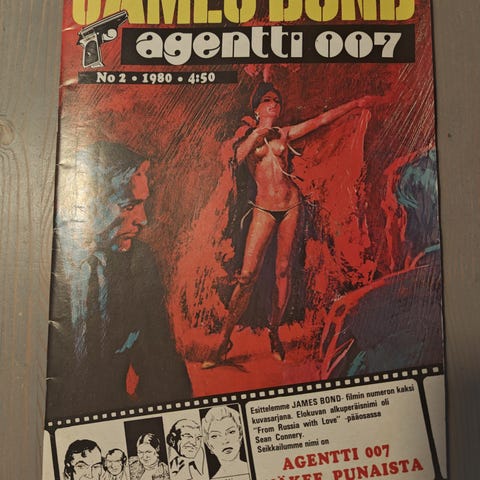 JAMES BOND
agentti 007
No 2 • 1980 • 4:50
Esittelemme JAMES BOND- filmin numeron kaksi
kuvasarjana. Elokuvan alkuperäisnimi oli
"From Russia with Love" -pääosassa
Sean Connery.
Seikkailumme nimi on
AGENTTI 007
NÄKEE PUNAISTA